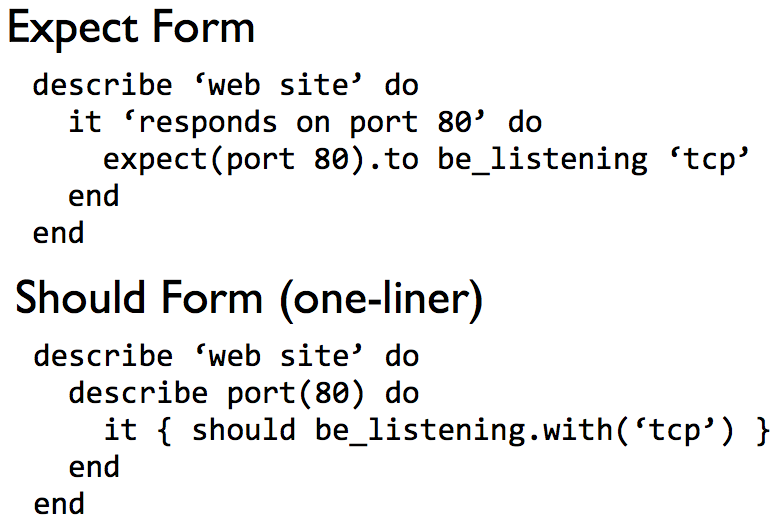 Expect Form
describe ‘web site’ do
it ‘responds on port 80’ do
expect(port 80).to be_listening ‘tcp’
end
end
Should Form (one-liner)
describe ‘web site’ do
describe port(80) do
it { should be_listening.with(‘tcp’) }
end
end